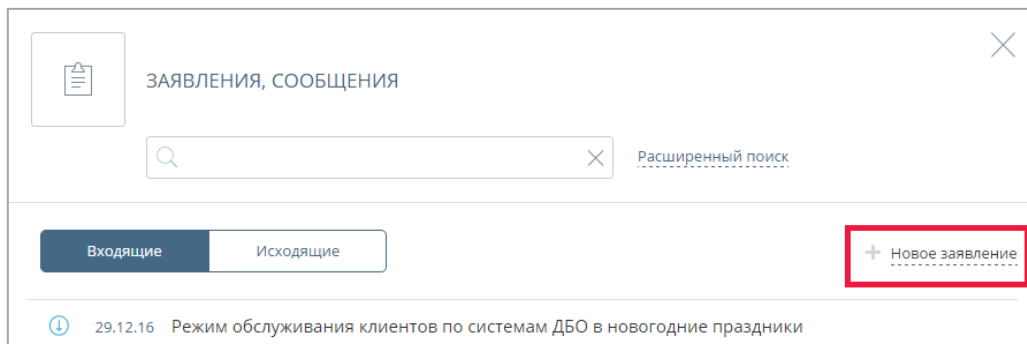 ЗАЯВЛЕНИЯ, СООБЩЕНИЯ
Расширенный поиск
Входящие Исходящие + Новое заявление
29.12.16 Режим обслуживания клиентов по системам ДБО в новогодние праздники